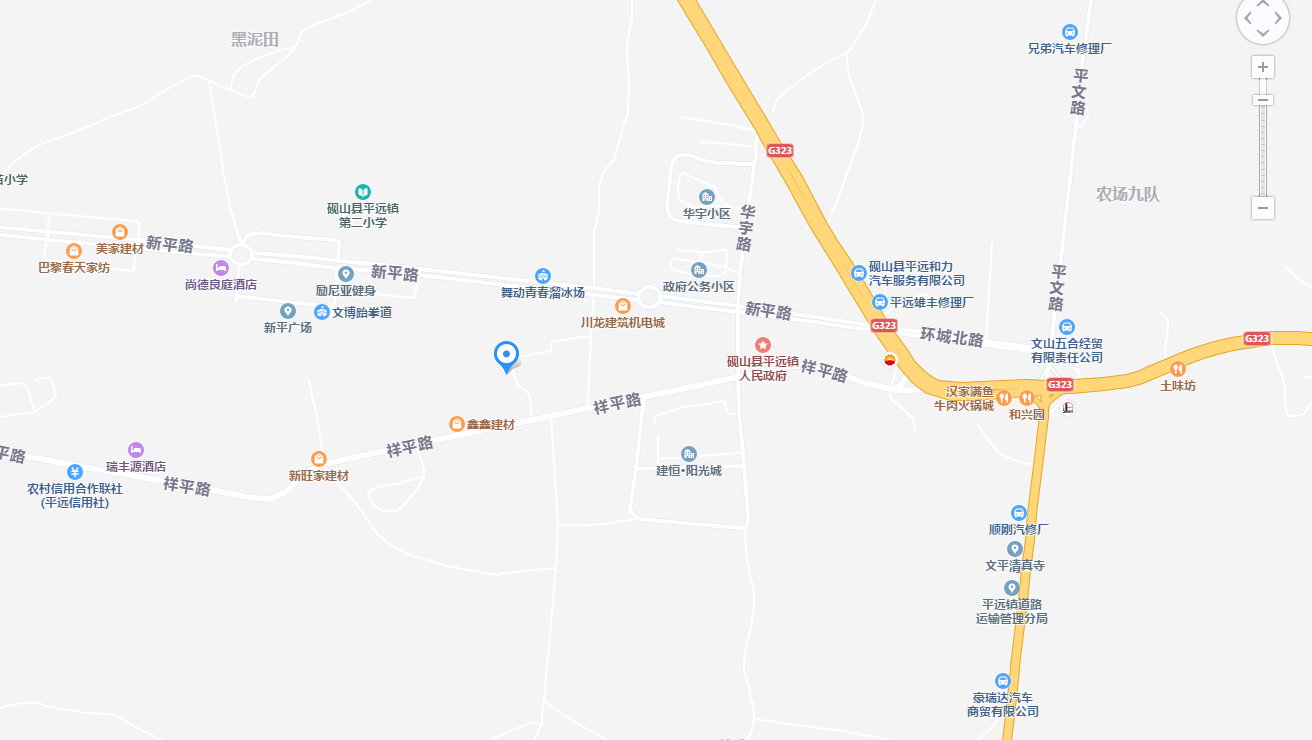 黑泥田
兄弟汽车修理厂
平文路
G323
农场九队
苗小学
砚山县平远镇
第二小学
华宇小区
华宇路
美家建材
新平路
巴黎春天家纺
尚德良庭酒店
新平路
励尼亚健身
舞动青春溜冰场
政府公务小区
砚山县平远和力
汽车服务有限公司
平远雄丰修理厂
平文路
新平广场
文博跆拳道
川龙建筑机电城
新平路
G323
环城北路
文山五合经贸
有限责任公司
G323
砚山县平远镇
人民政府
祥平路
G323
土味坊
汉家满鱼
牛肉火锅城
和兴园
祥平路
鑫鑫建材
祥平路
平路
瑞丰源酒店
新旺家建材
建恒•阳光城
农村信用合作联社
(平远信用社)
祥平路
顺刚汽修厂
文平清真寺
平远镇道路
运输管理分局
豪瑞达汽车
商贸有限公司